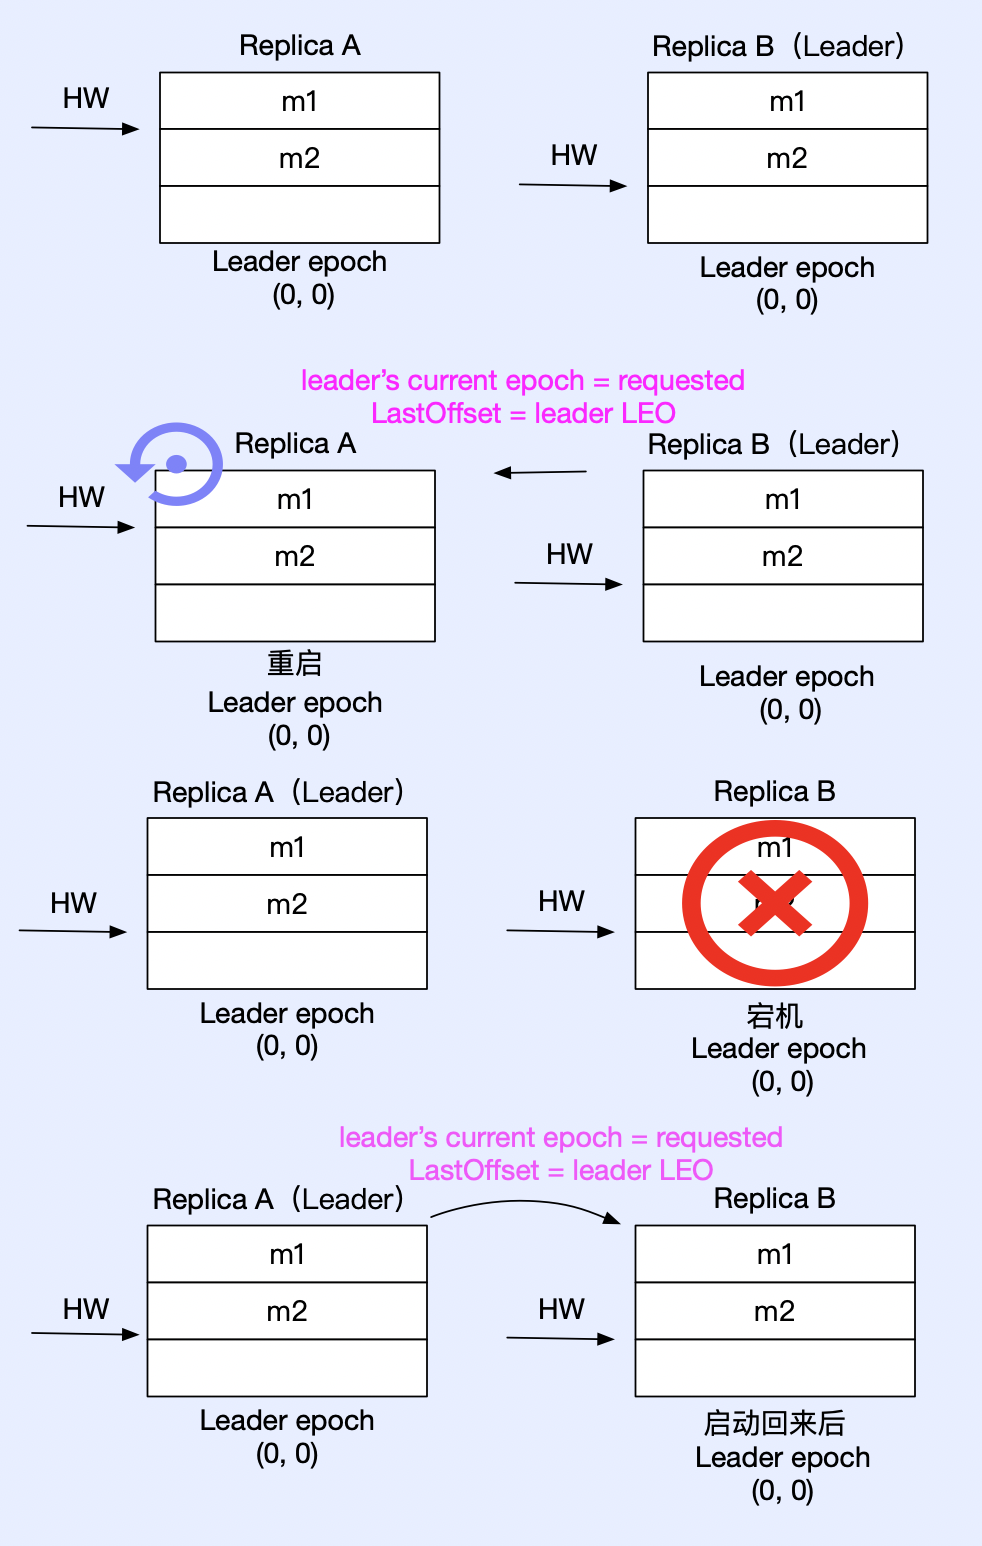 Replica A
Replica B（Leader）
HW
m1
m2
HW
m1
m2
Leader epoch
(0, 0)
Leader epoch
(0, 0)
leader's current epoch = requested
LastOffset = leader LEO
Replica A
Replica B（Leader）
HW
m1
m2
HW
m1
m2
重启
Leader epoch
(0, 0)
Leader epoch
(0, 0)
Replica A（Leader）
Replica B
HW
m1
m2
HW
m1
宕机
Leader epoch
(0, 0)
Leader epoch
(0, 0)
leader's current epoch = requested
LastOffset = leader LEO
Replica A（Leader）
Replica B
HW
m1
m2
HW
m1
m2
Leader epoch
(0, 0)
启动回来后
Leader epoch
(0, 0)